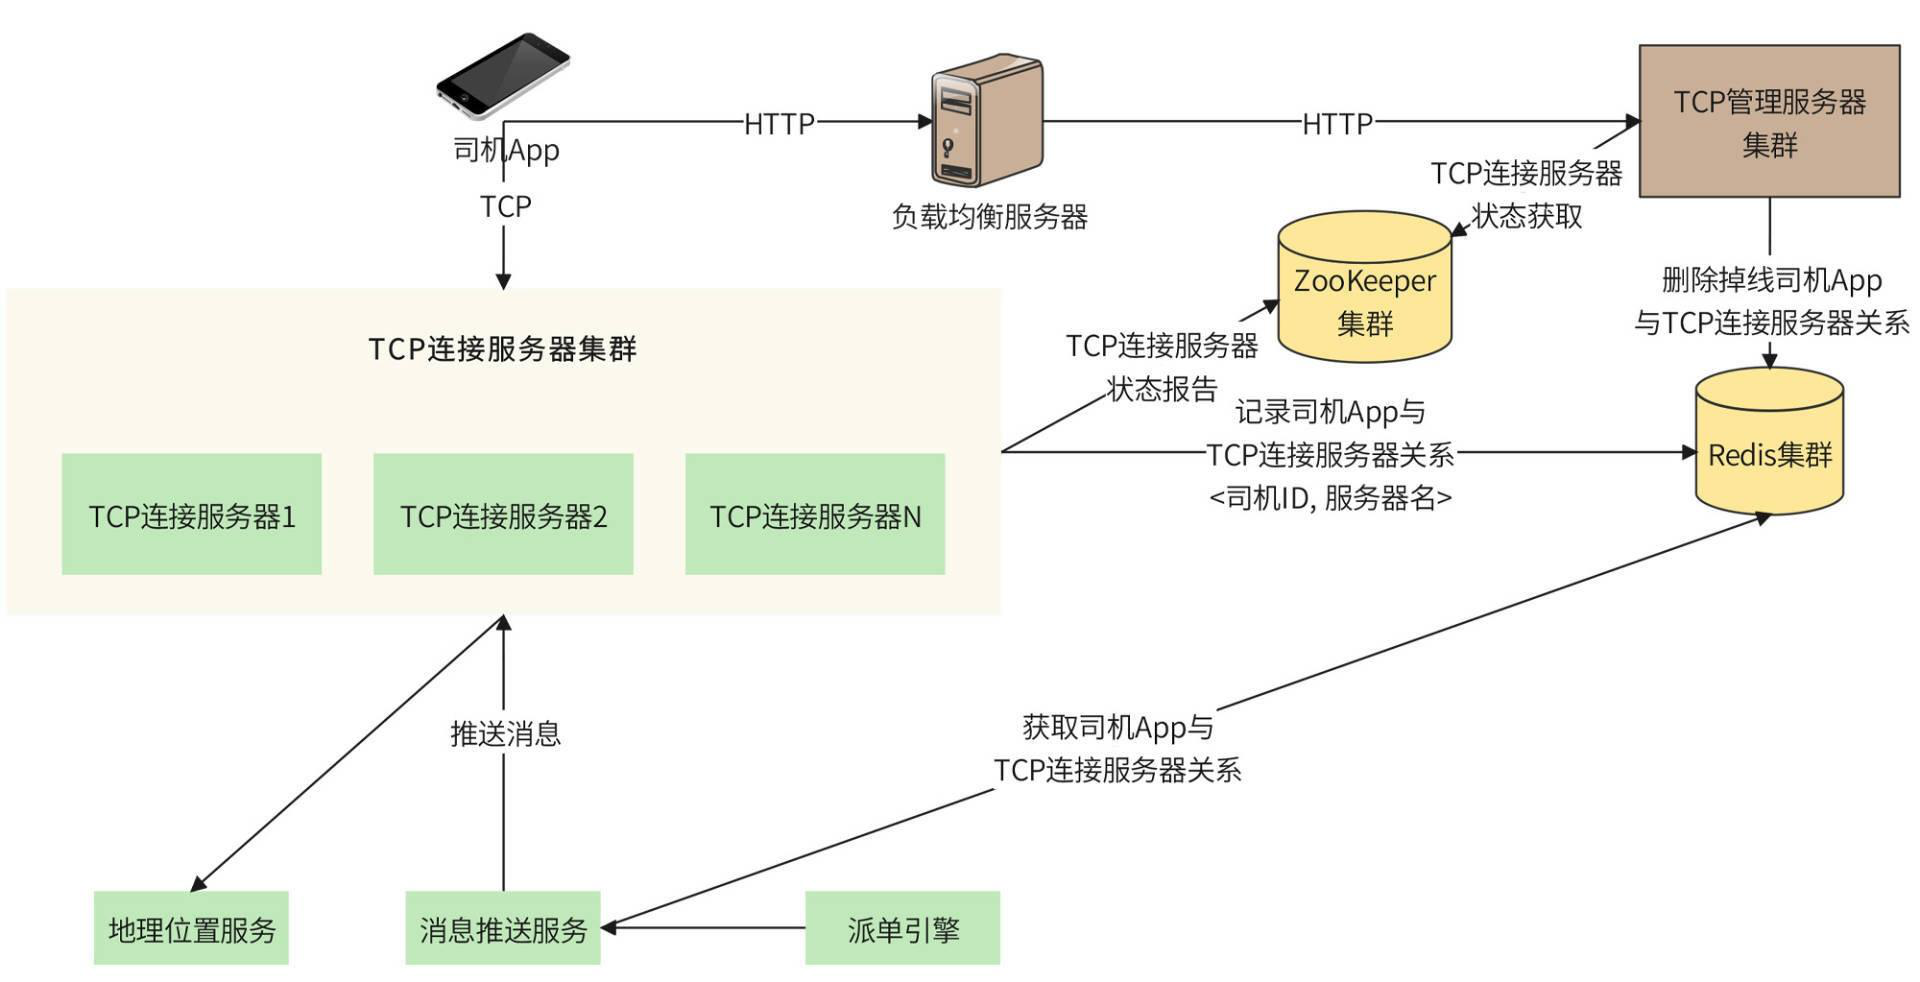 司机App
HTTP
HTTP
TCP管理服务器
集群
TCP
负载均衡服务器
TCP连接服务器
状态获取
ZooKeeper
集群
删除掉线司机App
与TCP连接服务器关系
TCP连接服务器集群
TCP连接服务器
状态报告
记录司机App与
TCP连接服务器关系
<司机ID, 服务器名>
Redis集群
TCP连接服务器1
TCP连接服务器2
TCP连接服务器N
推送消息
获取司机App与
TCP连接服务器关系
地理位置服务
消息推送服务
派单引擎